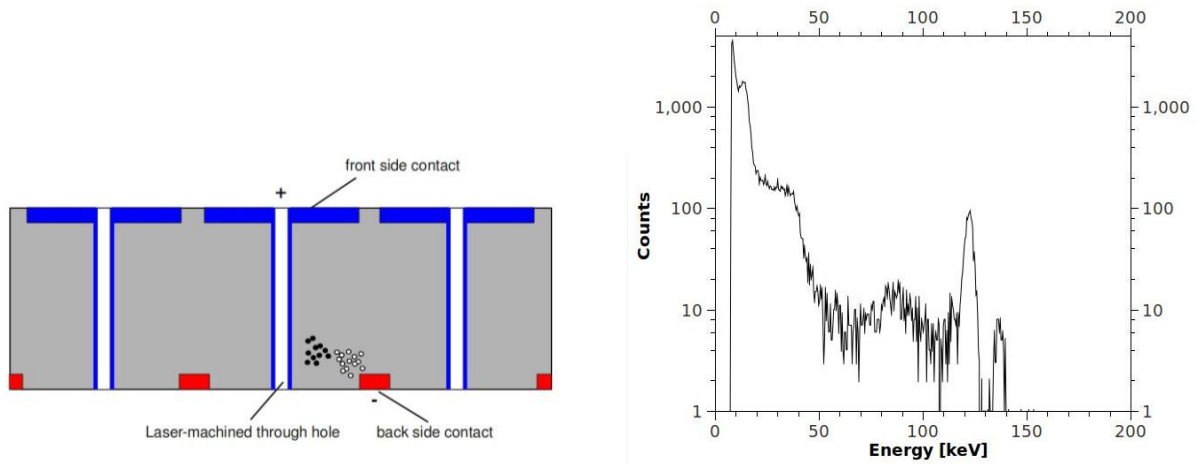 front side contact
+
-
Laser-machined through hole
back side contact
0 50 100 150 200
1,000 1,000
100 100
10 10
1 1
0 50 100 150 200
Counts
Energy [keV]